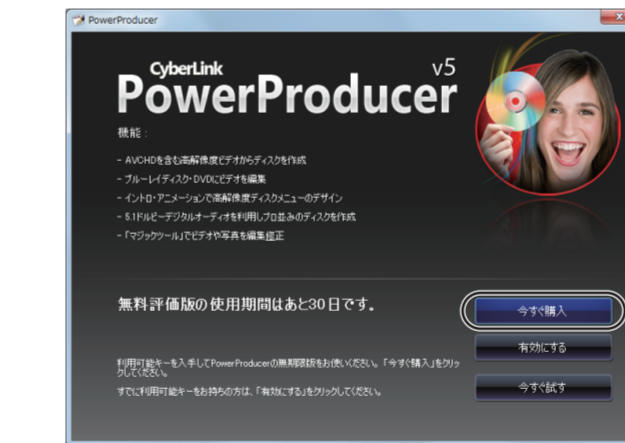 PowerProducer
CyberLink
PowerProducer v5
機能：
- AVCHDを含む高解像度ビデオからディスクを作成
- ブルーレイディスク・DVDにビデオを編集
- イントロ・アニメーションで高解像度ディスクメニューのデザイン
- 5.1ドルビーデジタルオーディオを利用しプロ並みのディスクを作成
- 「マジックツール」でビデオや写真を編集修正
無料評価版の使用期間はあと30日です。
今すぐ購入
有効にする
利用可能キーを入手してPowerProducerの無期限版をお使いください。「今すぐ購入」をクリッ
クしてください。
すでに利用可能キーをお持ちの方は、「有効にする」をクリックしてください。
今すぐ試す